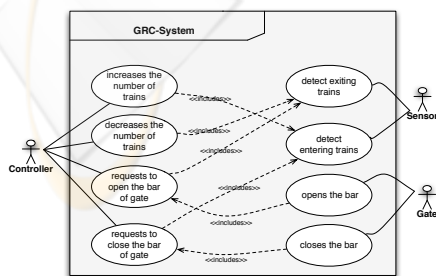 GRC-System
increases the
number of
trains
detect exiting
trains
<<includes>>
Sensor
decreases the
number of
trains
<<includes>>
detect
entering trains
<<includes>>
Controller
requests to
open the bar
of gate
<<includes>>
opens the bar
Gate
<<includes>>
requests to
close the bar
of gate
closes the bar
<<includes>>